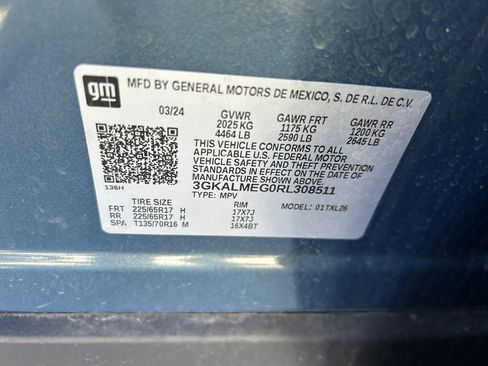 gm
MFD BY GENERAL MOTORS DE MEXICO, S. DE R.L. DE C.V.
03/24 GVWR GAWR FRT GAWR RR
2025 KG 1175 KG 1200 KG
4464 LB 2590 LB 2645 LB
THIS VEHICLE CONFORMS TO ALL
APPLICABLE U.S. FEDERAL MOTOR
VEHICLE SAFETY AND THEFT PREVENTION
STANDARDS IN EFFECT ON THE DATE OF
MANUFACTURE SHOWN ABOVE.
136H 3GKALMEG0RL308511
TYPE: MPV MODEL: 01TXL26
TIRE SIZE RIM
FRT 225/65R17 H 17X7J
RR 225/65R17 H 17X7J
SPA T135/70R16 M 16X4BT